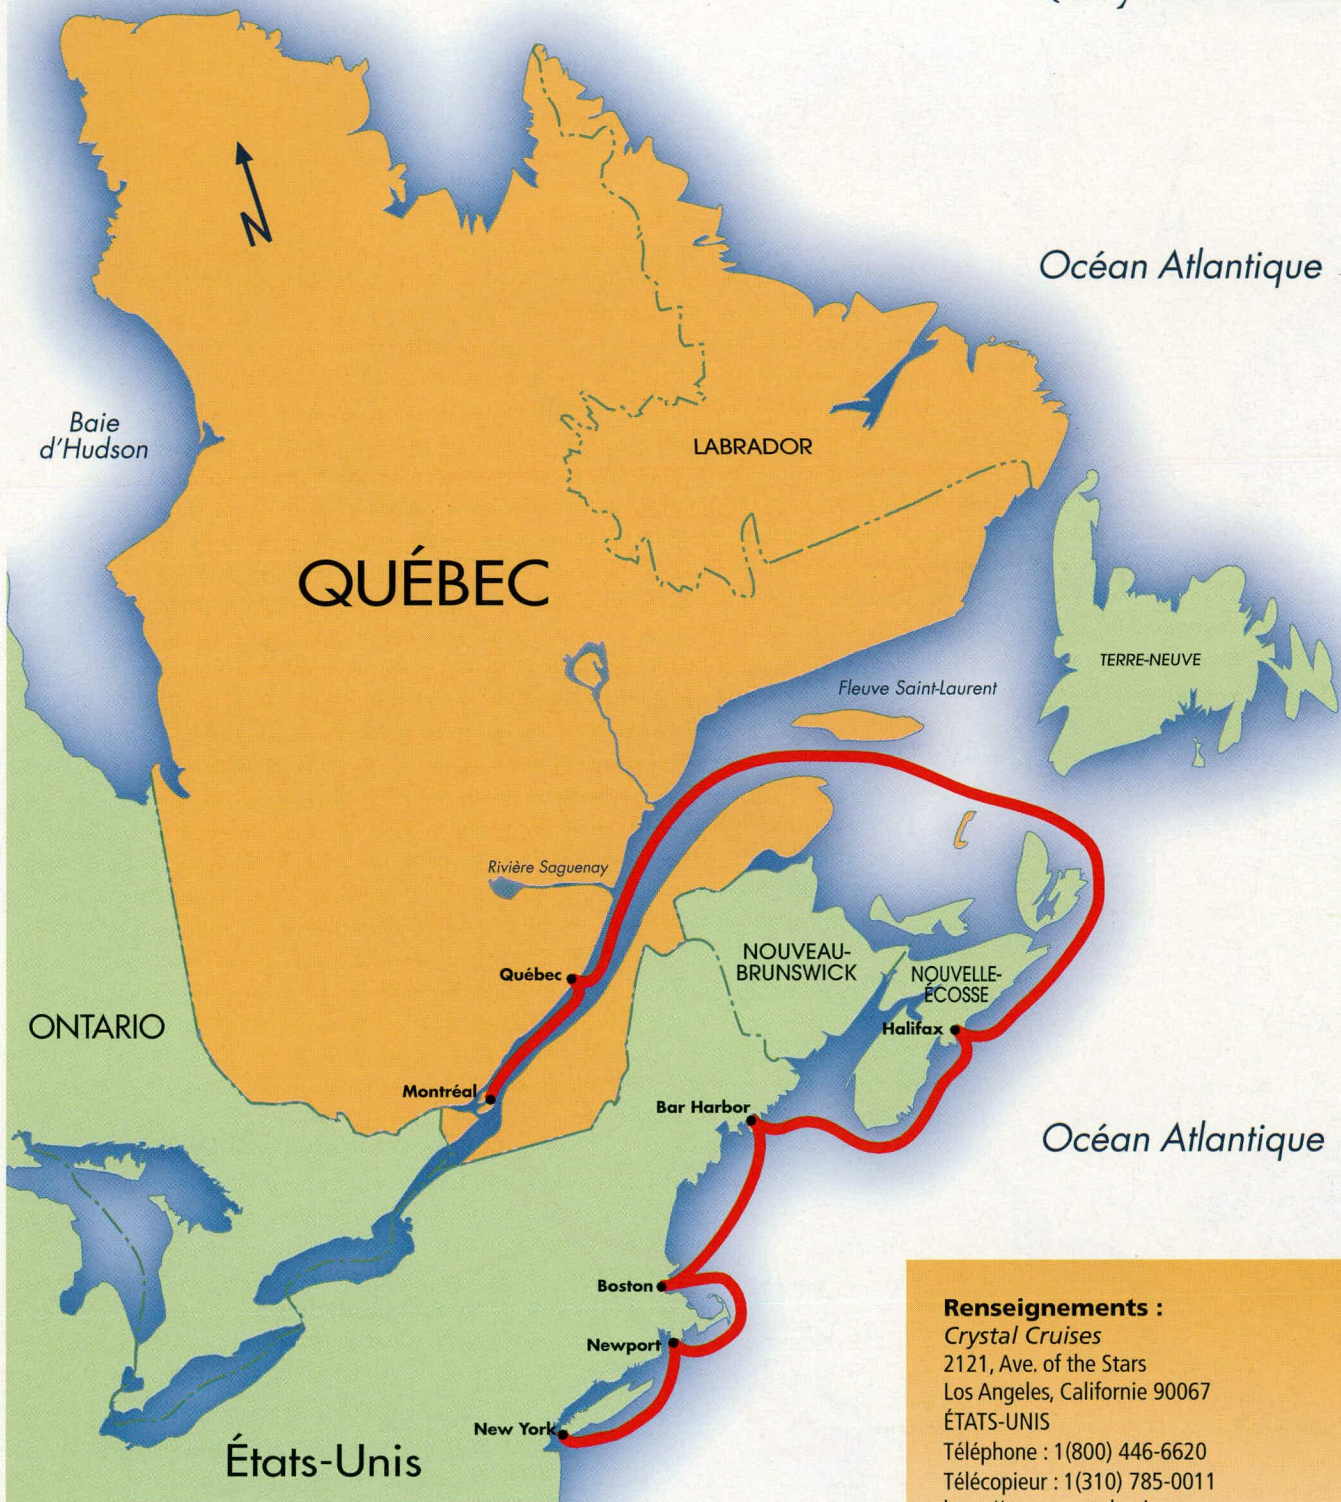 N
Océan Atlantique
Baie
d'Hudson
LABRADOR
QUÉBEC
TERRE-NEUVE
Fleuve Saint-Laurent
Rivière Saguenay
NOUVEAU-
BRUNSWICK
Québec
NOUVELLE-
ÉCOSSE
ONTARIO
Halifax
Montréal
Bar Harbor
Océan Atlantique
Boston
Newport
New York
États-Unis
Renseignements :
Crystal Cruises
2121, Ave. of the Stars
Los Angeles, Californie 90067
ÉTATS-UNIS
Téléphone : 1(800) 446-6620
Télécopieur : 1(310) 785-0011